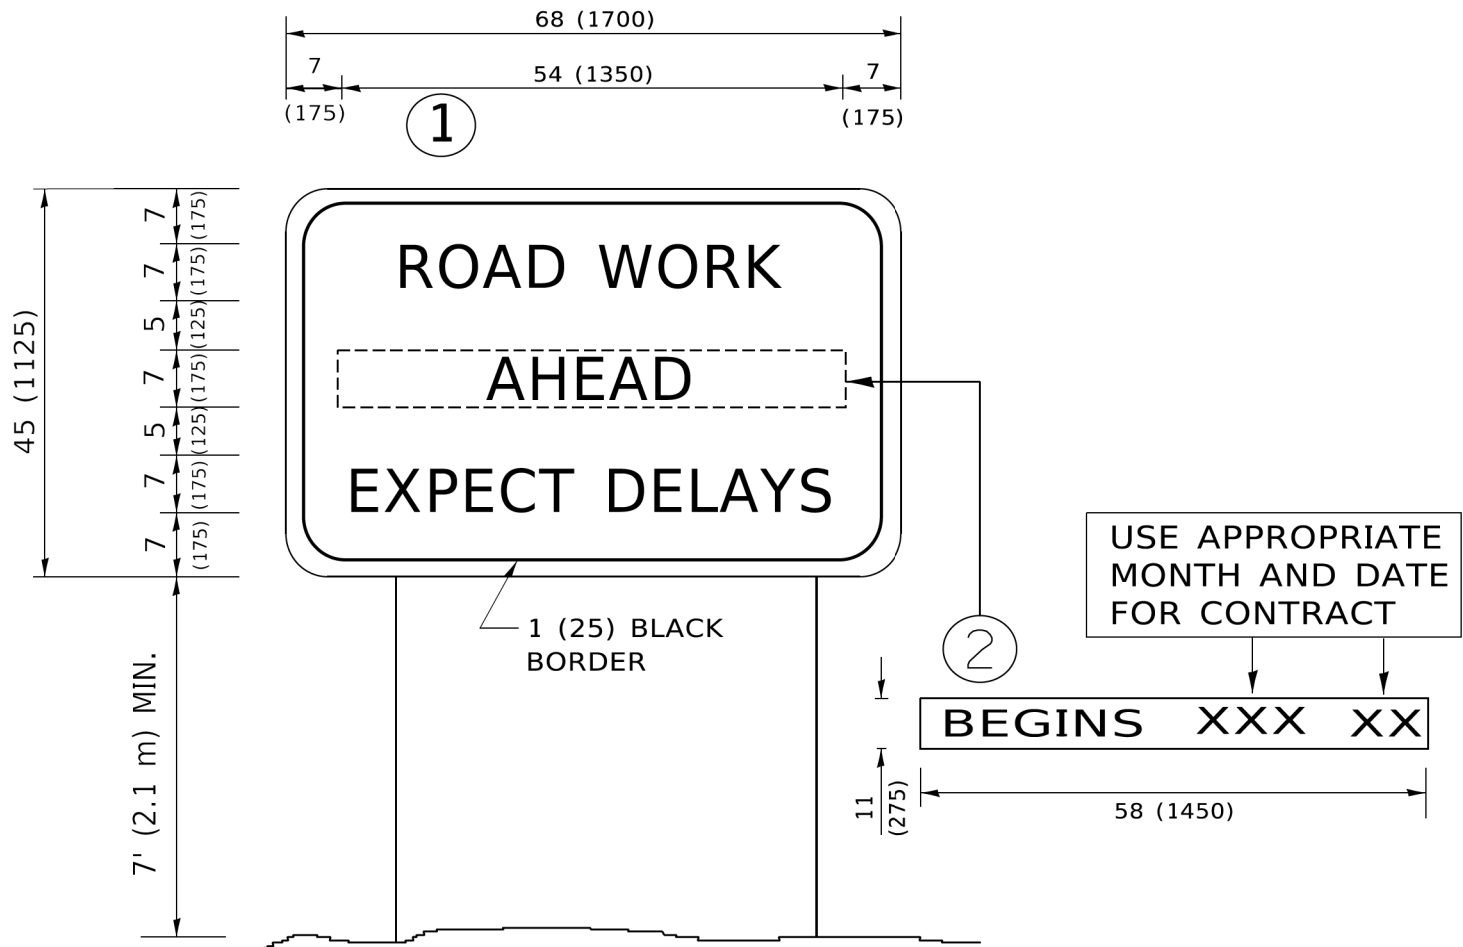 68 (1700)
7
54 (1350)
7
(175)
(175)
1
7
(175)
7
(175)
5
(125)
7
(175)
5
(125)
7
(175)
7
(175)
45 (1125)
ROAD WORK
AHEAD
EXPECT DELAYS
1 (25) BLACK
BORDER
7' (2.1 m) MIN.
2
USE APPROPRIATE
MONTH AND DATE
FOR CONTRACT
BEGINS XXX XX
11
(275)
58 (1450)